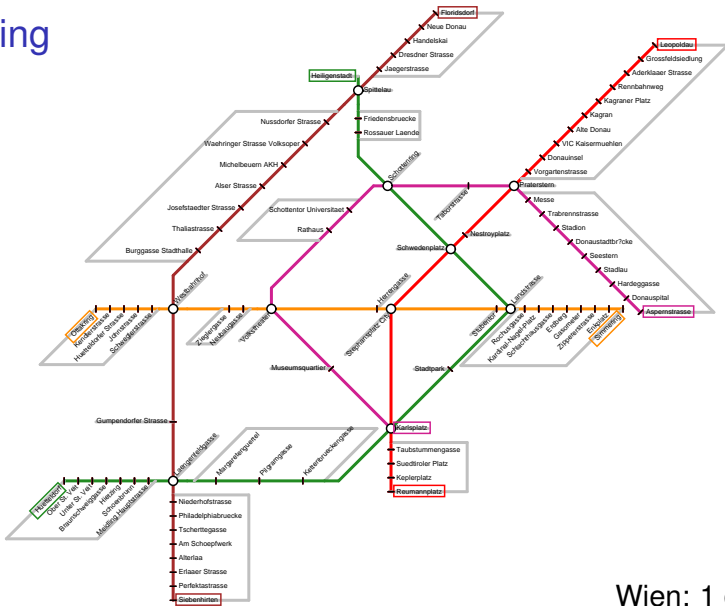 ing
Floridsdorf
Neue Donau
Handelskai
Dresdner Strasse
Jaegerstrasse
Heiligenstadt
Spittelau
Friedensbruecke
Rossauer Laende
Nussdorfer Strasse
Waehringer Strasse Volksoper
Michelbeuern AKH
Alser Strasse
Josefstaedter Strasse
Thaliastrasse
Burggasse Stadthalle
Leopoldau
Grossfeldsiedlung
Aderklaaer Strasse
Rennbahnweg
Kagraner Platz
Kagran
Alte Donau
VIC Kaisermuehlen
Donauinsel
Vorgartenstrasse
Praterstern
Schottenring
Taborstrasse
Schottentor Universitaet
Rathaus
Nestroyplatz
Schwedenplatz
Messe
Trabrennstrasse
Stadion
Donaustadtbr?cke
Seestern
Stadlau
Hardeggasse
Donauspital
Aspernstrasse
Westbahnhof
Ottakring
Kendlerstrasse
Huetteldorfer Strasse
Johnstrasse
Schweglerstrasse
Zieglergasse
Neubaugasse
Volkstheater
Herrengasse
Stephansplatz City
Stubentor
Landstrasse
Rochusgasse
Kardinal-Nagel-Platz
Schlachthausgasse
Erdberg
Gasometer
Zippererstrasse
Enkplatz
Simmering
Museumsquartier
Stadtpark
Gumpendorfer Strasse
Karlsplatz
Taubstummengasse
Suedtiroler Platz
Keplerplatz
Reumannplatz
Laengenfeldgasse
Margaretenguertel
Pilgramgasse
Kettenbrueckengasse
Huetteldorf
Ober St. Veit
Unter St. Veit
Braunschweiggasse
Hietzing
Schoenbrunn
Meidling Hauptstrasse
Niederhofstrasse
Philadelphiabruecke
Tscherttegasse
Am Schoepfwerk
Alterlaa
Erlaaer Strasse
Perfektastrasse
Siebenhirten
Wien: 1